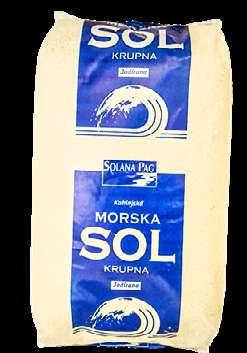 SOL
KRUPNA
Jodirana
SOLANA PAG
Kuhinjska
MORSKA
SOL
KRUPNA
Jodirana